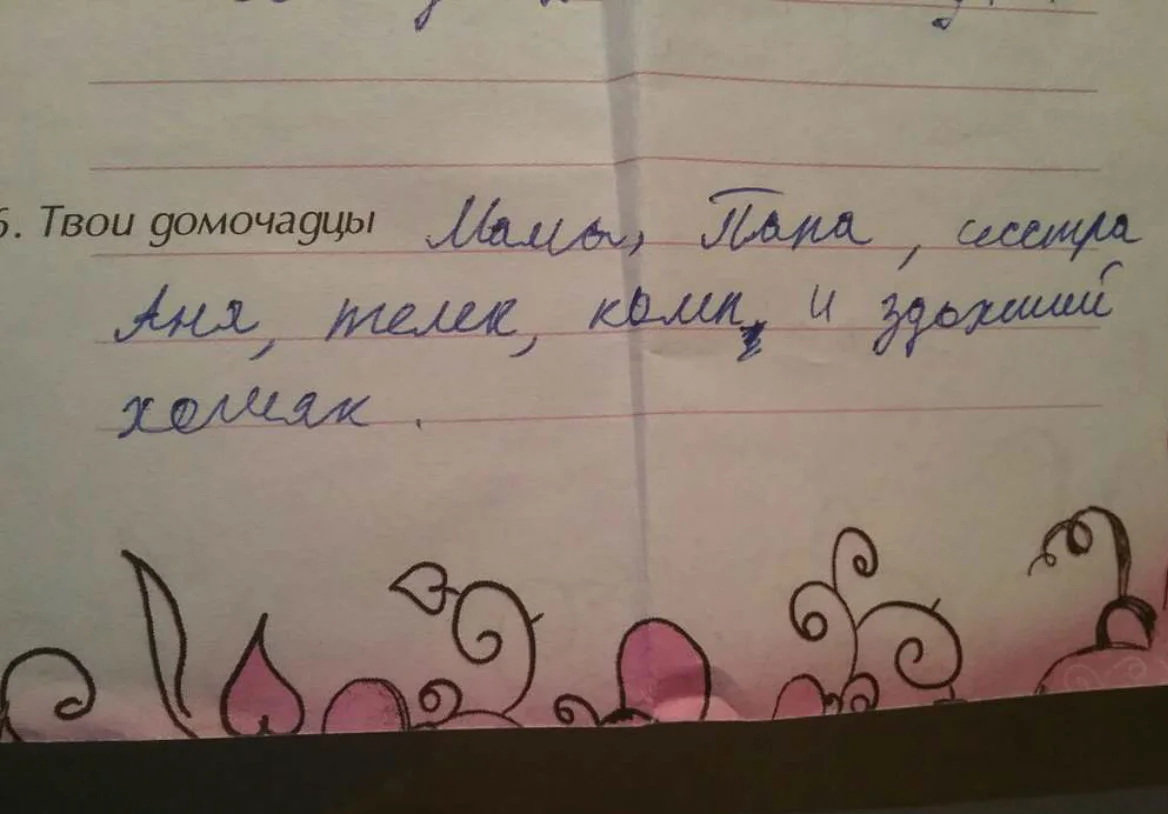 6. Твои домочадцы Мама, Папа, сестра
Аня, телек, комп, и здохший
хомяк.